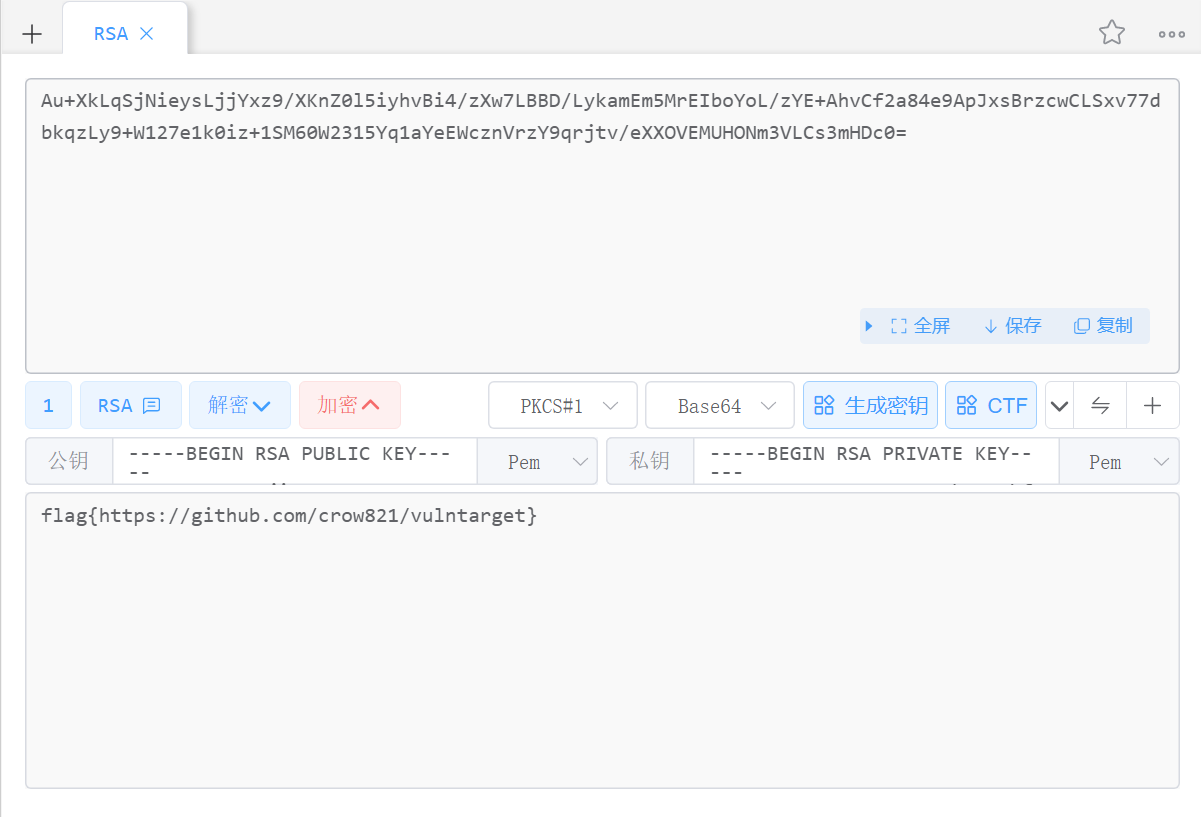 RSA
Au+XkLqSjNieysLjjYxz9/XKnZ0l5iyhvBi4/zXw7LBBD/LykamEm5MrEIboYoL/zYE+AhvCf2a84e9ApJxsBrzcwCLSxv77d
bkqzLy9+W127e1k0iz+1SM60W2315Yq1aYeEWcznVrzY9qrjtv/eXXOVEMUHONm3VLCs3mHDc0=
全屏 保存 复制
1 RSA 解密 加密 PKCS#1 Base64 生成密钥 CTF
公钥 -----BEGIN RSA PUBLIC KEY---
-- Pem
私钥 -----BEGIN RSA PRIVATE KEY--
--- Pem
flag{https://github.com/crow821/vulntarget}